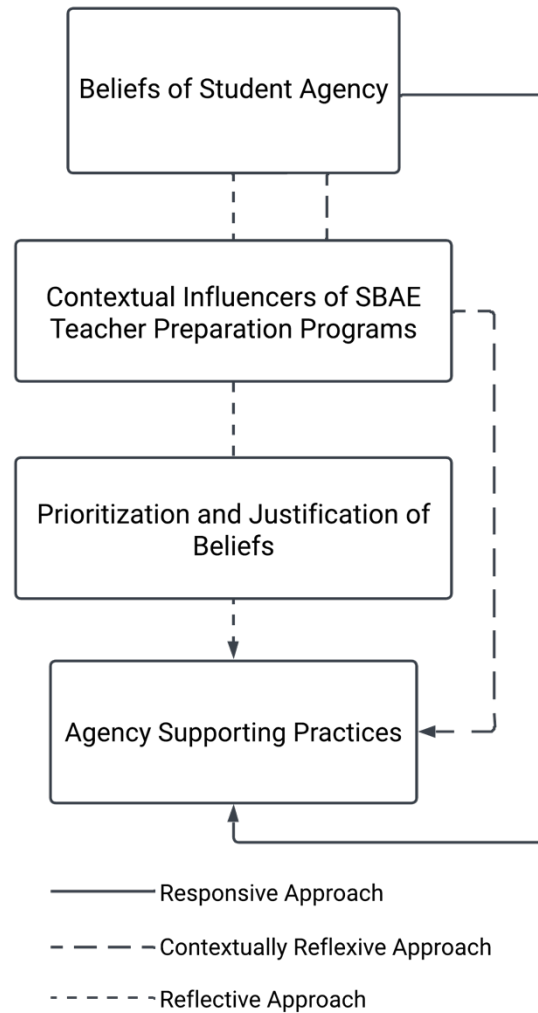 Beliefs of Student Agency
Contextual Influencers of SBAE
Teacher Preparation Programs
Prioritization and Justification of
Beliefs
Agency Supporting Practices
Responsive Approach
Contextually Reflexive Approach
Reflective Approach